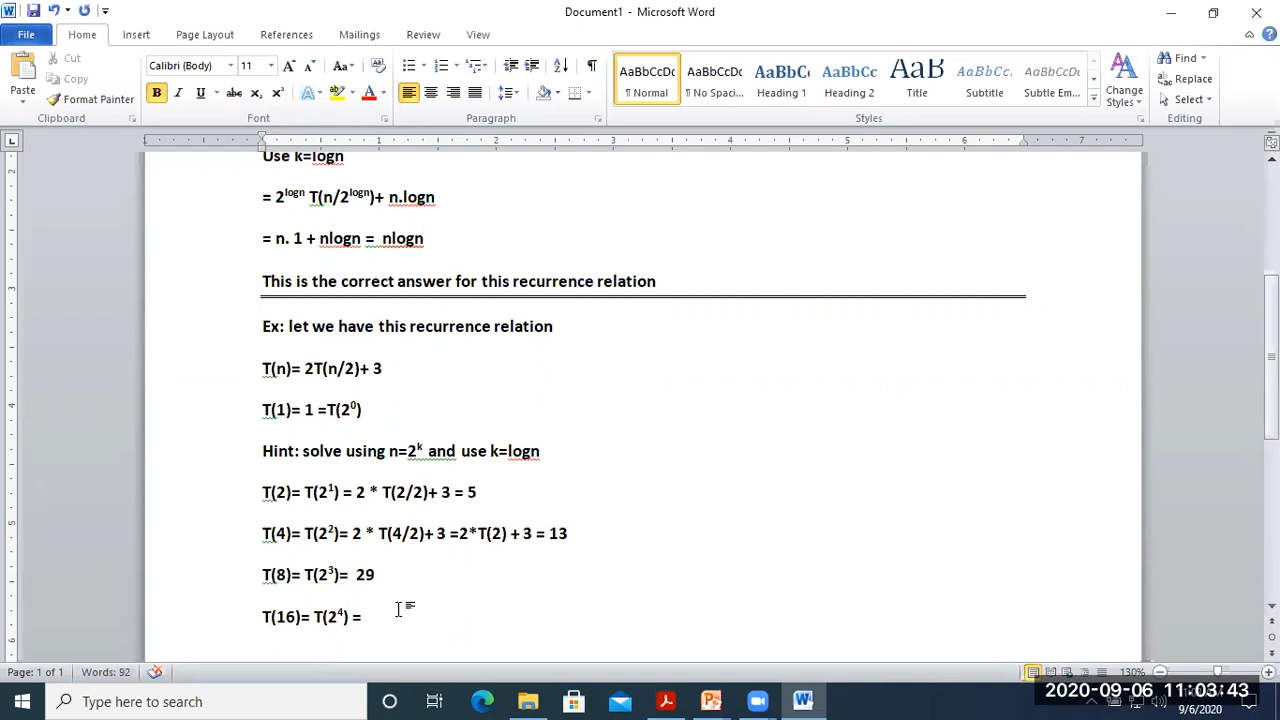 Document1 - Microsoft Word
File Home Insert Page Layout References Mailings Review View
Paste
Cut
Copy
Format Painter
Clipboard
Calibri (Body) 11
Font
Paragraph
AaBbCcDc AaBbCcDc AaBbCc AaBbCc AaB AaBbCc. AaBbCcDc
¶ Normal ¶ No Spaci... Heading 1 Heading 2 Title Subtitle Subtle Em...
Styles
Change Styles
Find
Replace
Select
Editing
Use k=logn
= 2^logn T(n/2^logn)+ n.logn
= n. 1 + nlogn = nlogn
This is the correct answer for this recurrence relation
Ex: let we have this recurrence relation
T(n)= 2T(n/2)+ 3
T(1)= 1 =T(2⁰)
Hint: solve using n=2ᵏ and use k=logn
T(2)= T(2¹) = 2 * T(2/2)+ 3 = 5
T(4)= T(2²)= 2 * T(4/2)+ 3 =2*T(2) + 3 = 13
T(8)= T(2³)= 29
T(16)= T(2⁴) =
Page: 1 of 1 Words: 92 130%
Type here to search
2020-09-06 11:03:43
9/6/2020